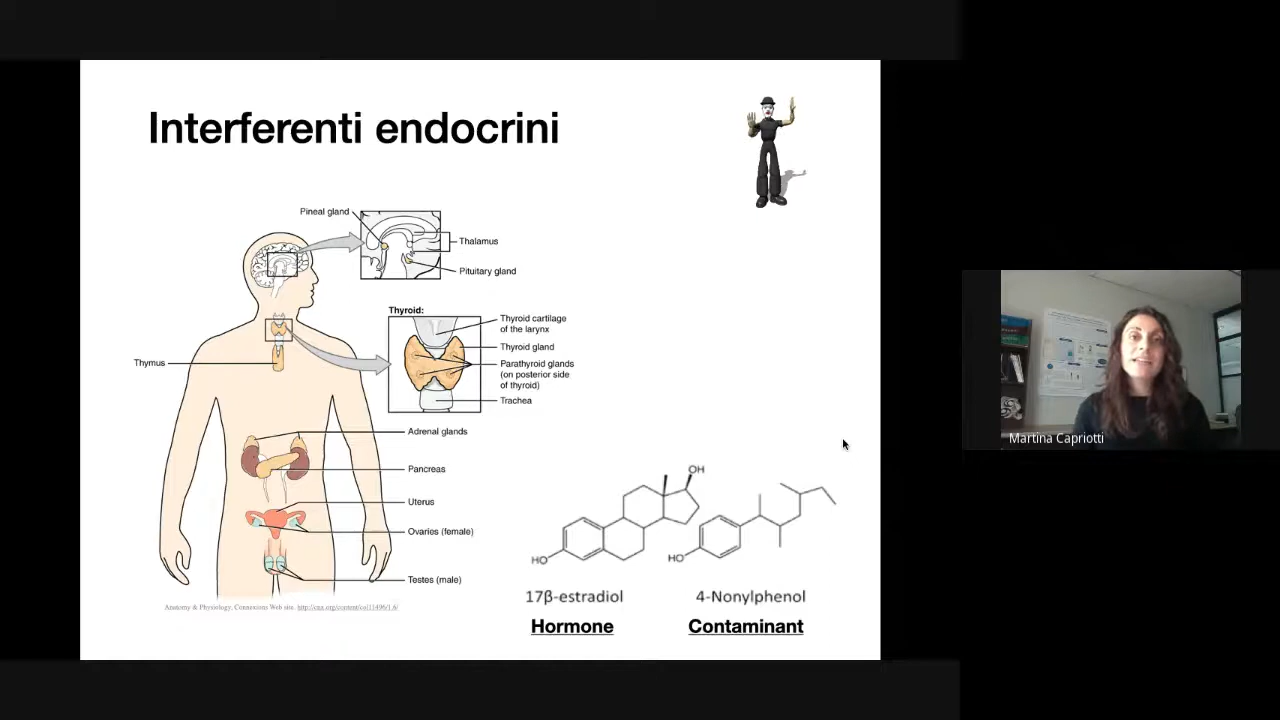 Interferenti endocrini
Pineal gland
Thalamus
Pituitary gland
Thyroid:
Thyroid cartilage
of the larynx
Thyroid gland
Parathyroid glands
(on posterior side
of thyroid)
Trachea
Thymus
Adrenal glands
Pancreas
Uterus
Ovaries (female)
Testes (male)
Anatomy & Physiology, Connexions Web site. http://cnx.org/content/col11496/1.6/
OH
HO
HO
17β-estradiol
4-Nonylphenol
Hormone
Contaminant
Martina Capriotti